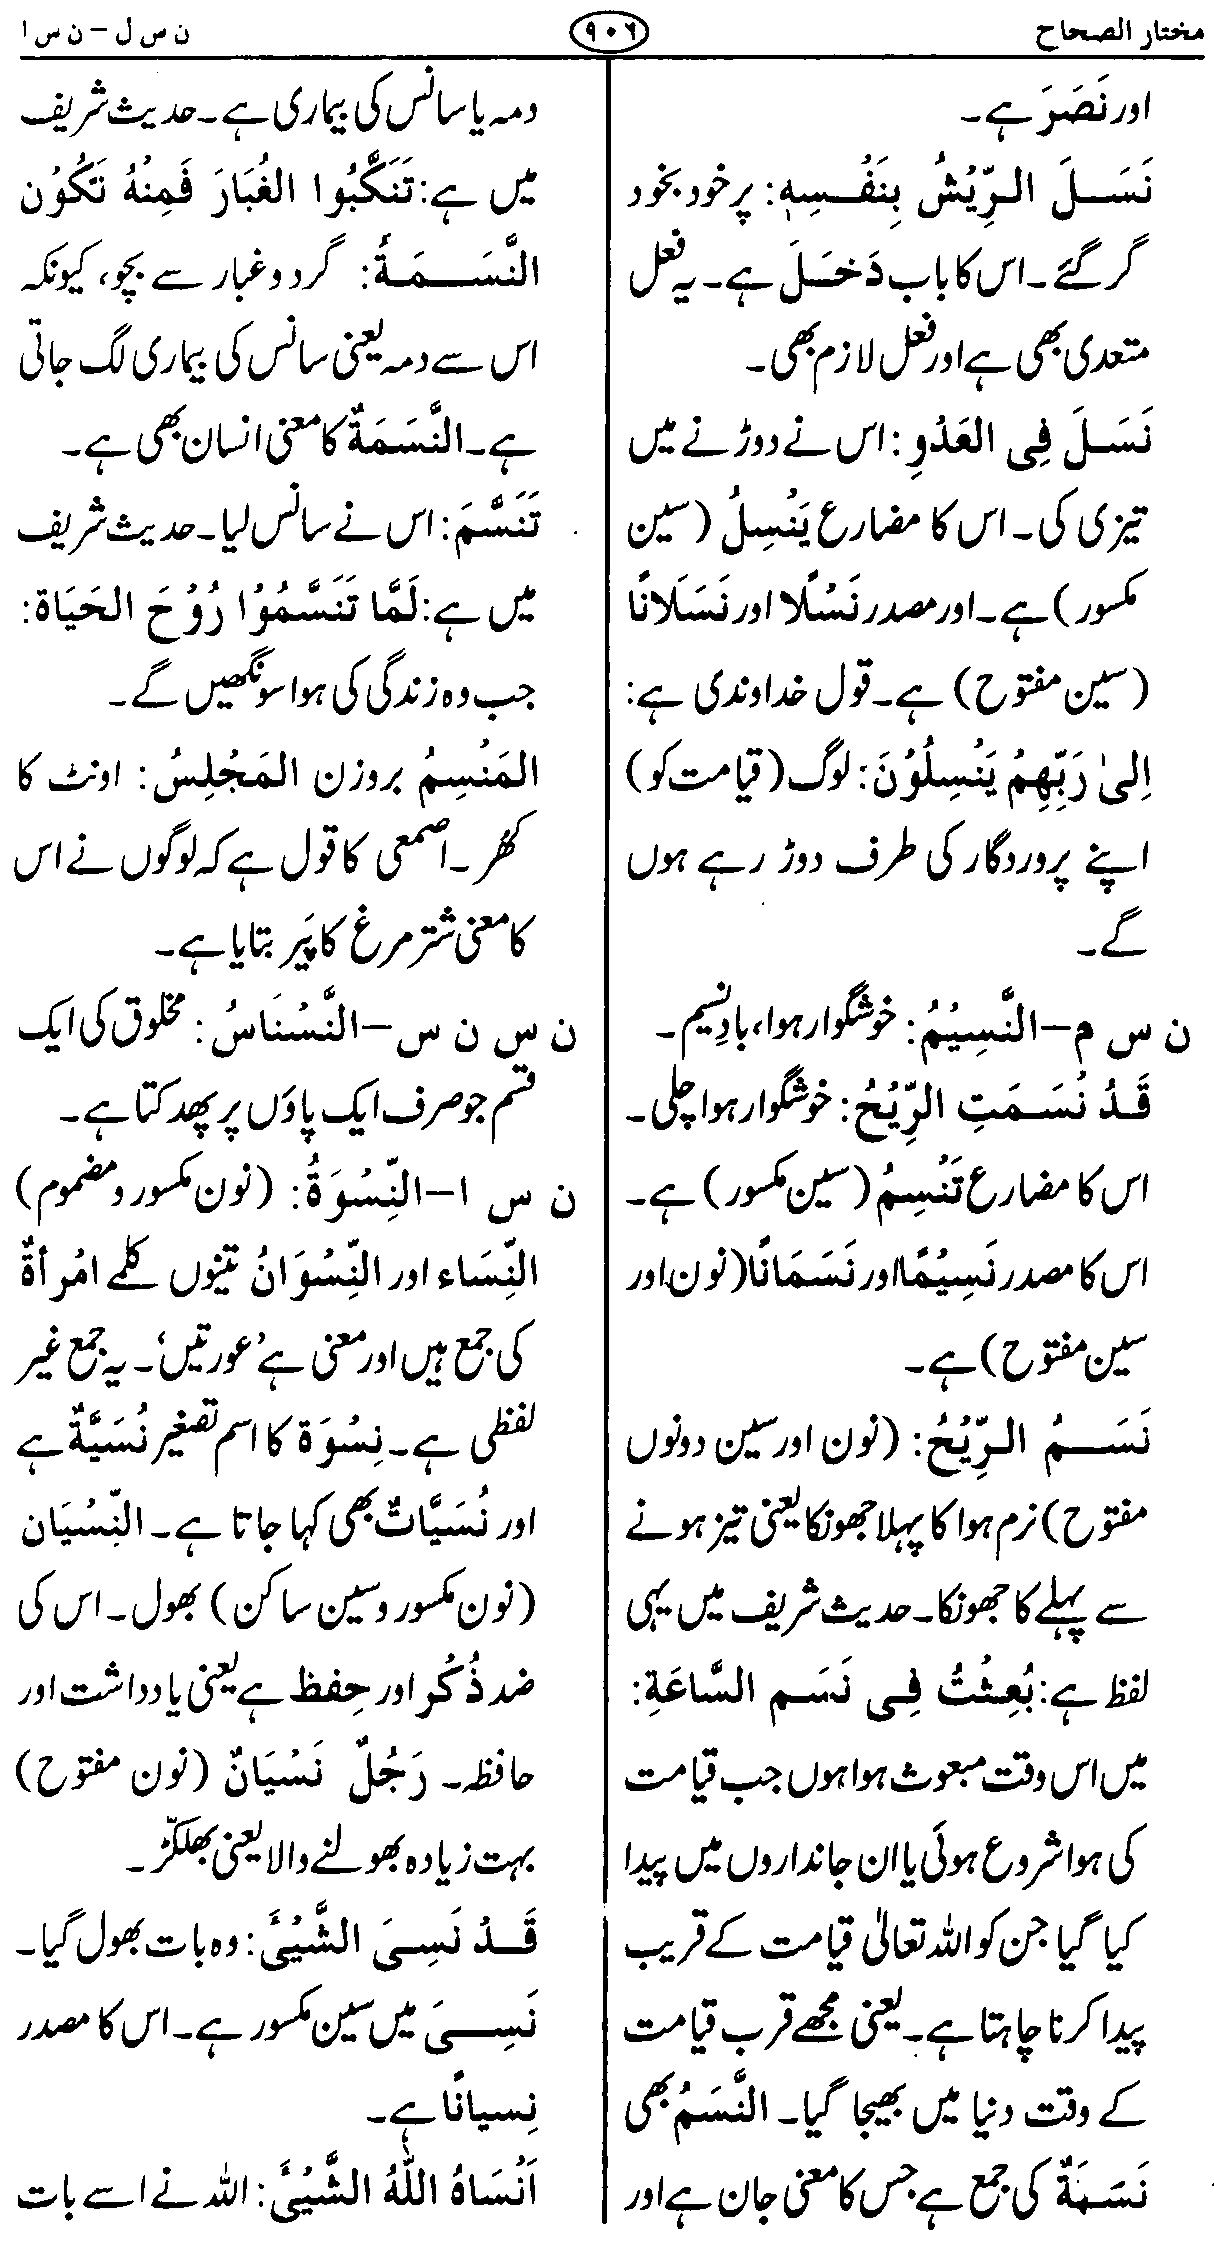 مختار الصحاح
۹۰۶
ن س ل – ن س ا
اور نَصَرَ ہے۔
نَسَلَ الرِّیْشُ بِنَفْسِهٖ: پر خود بخود
گر گئے۔ اس کا باب دَخَلَ ہے۔ یہ فعل
متعدی بھی ہے اور فعل لازم بھی۔
نَسَلَ فِی العَدْوِ: اس نے دوڑنے میں
تیزی کی۔ اس کا مضارع یَنْسِلُ (سین
مکسور) ہے۔ اور مصدر نَسْلًا اور نَسَلَانًا
(سین مفتوح) ہے۔ قول خداوندی ہے:
اِلیٰ رَبِّهِمْ یَنْسِلُوْنَ: لوگ (قیامت کو)
اپنے پروردگار کی طرف دوڑ رہے ہوں
گے۔
ن س م – النَّسِیْمُ: خوشگوار ہوا، بادِ نسیم۔
قَدْ نَسَمَتِ الرِّیْحُ: خوشگوار ہوا چلی۔
اس کا مضارع تَنْسِمُ (سین مکسور) ہے۔
اس کا مصدر نَسِیْمًا اور نَسَمَانًا (نون اور
سین مفتوح) ہے۔
نَسَمُ الرِّیْحُ: (نون اور سین دونوں
مفتوح) نرم ہوا کا پہلا جھونکا یعنی تیز ہونے
سے پہلے کا جھونکا۔ حدیث شریف میں یہی
لفظ ہے: بُعِثْتُ فِی نَسَمِ السَّاعَةِ:
میں اس وقت مبعوث ہوا ہوں جب قیامت
کی ہوا شروع ہوئی یا ان جانداروں میں پیدا
کیا گیا جن کو اللہ تعالیٰ قیامت کے قریب
پیدا کرنا چاہتا ہے۔ یعنی مجھے قرب قیامت
کے وقت دنیا میں بھیجا گیا۔ النَّسَمُ بھی
نَسَمَةٌ کی جمع ہے جس کا معنی جان ہے اور
دمہ یا سانس کی بیماری ہے۔ حدیث شریف
میں ہے: تَنَكَّبُوا الغُبَارَ فَمِنْهُ تَكُوْن
النَّسَمَةُ: گرد و غبار سے بچو، کیونکہ
اس سے دمہ یعنی سانس کی بیماری لگ جاتی
ہے۔ النَّسَمَةُ کا معنی انسان بھی ہے۔
تَنَسَّمَ: اس نے سانس لیا۔ حدیث شریف
میں ہے: لَمَّا تَنَسَّمُوْا رُوْحَ الحَیَاة:
جب وہ زندگی کی ہوا سونگھیں گے۔
المَنْسِمُ بروزن المَجْلِسُ: اونٹ کا
کُھر۔ اصمعی کا قول ہے کہ لوگوں نے اس
کا معنی شتر مرغ کا پَیر بتایا ہے۔
ن س ن س – النَّسْنَاسُ: مخلوق کی ایک
قسم جو صرف ایک پاؤں پر پھدکتا ہے۔
ن س ا – النِّسْوَةُ: (نون مکسور و مضموم)
النِّسَاء اور النِّسْوَانُ تینوں کلمے امْرأةٌ
کی جمع ہیں اور معنی ہے ’عورتیں‘۔ یہ جمع غیر
لفظی ہے۔ نِسْوَة کا اسم تصغیر نُسَیَّةٌ ہے
اور نُسَیَّاتٌ بھی کہا جاتا ہے۔ النِّسْیَان
(نون مکسور و سین ساکن) بھول۔ اس کی
ضد ذُکْر اور حِفظ ہے یعنی یادداشت اور
حافظہ۔ رَجُلٌ نَسْیَانٌ (نون مفتوح)
بہت زیادہ بھولنے والا یعنی بھلکڑ۔
قَدْ نَسِیَ الشَّیْئَ: وہ بات بھول گیا۔
نَسِیَ میں سین مکسور ہے۔ اس کا مصدر
نِسیانًا ہے۔
اَنْسَاهُ اللّٰهُ الشَّیْئَ: اللہ نے اسے بات